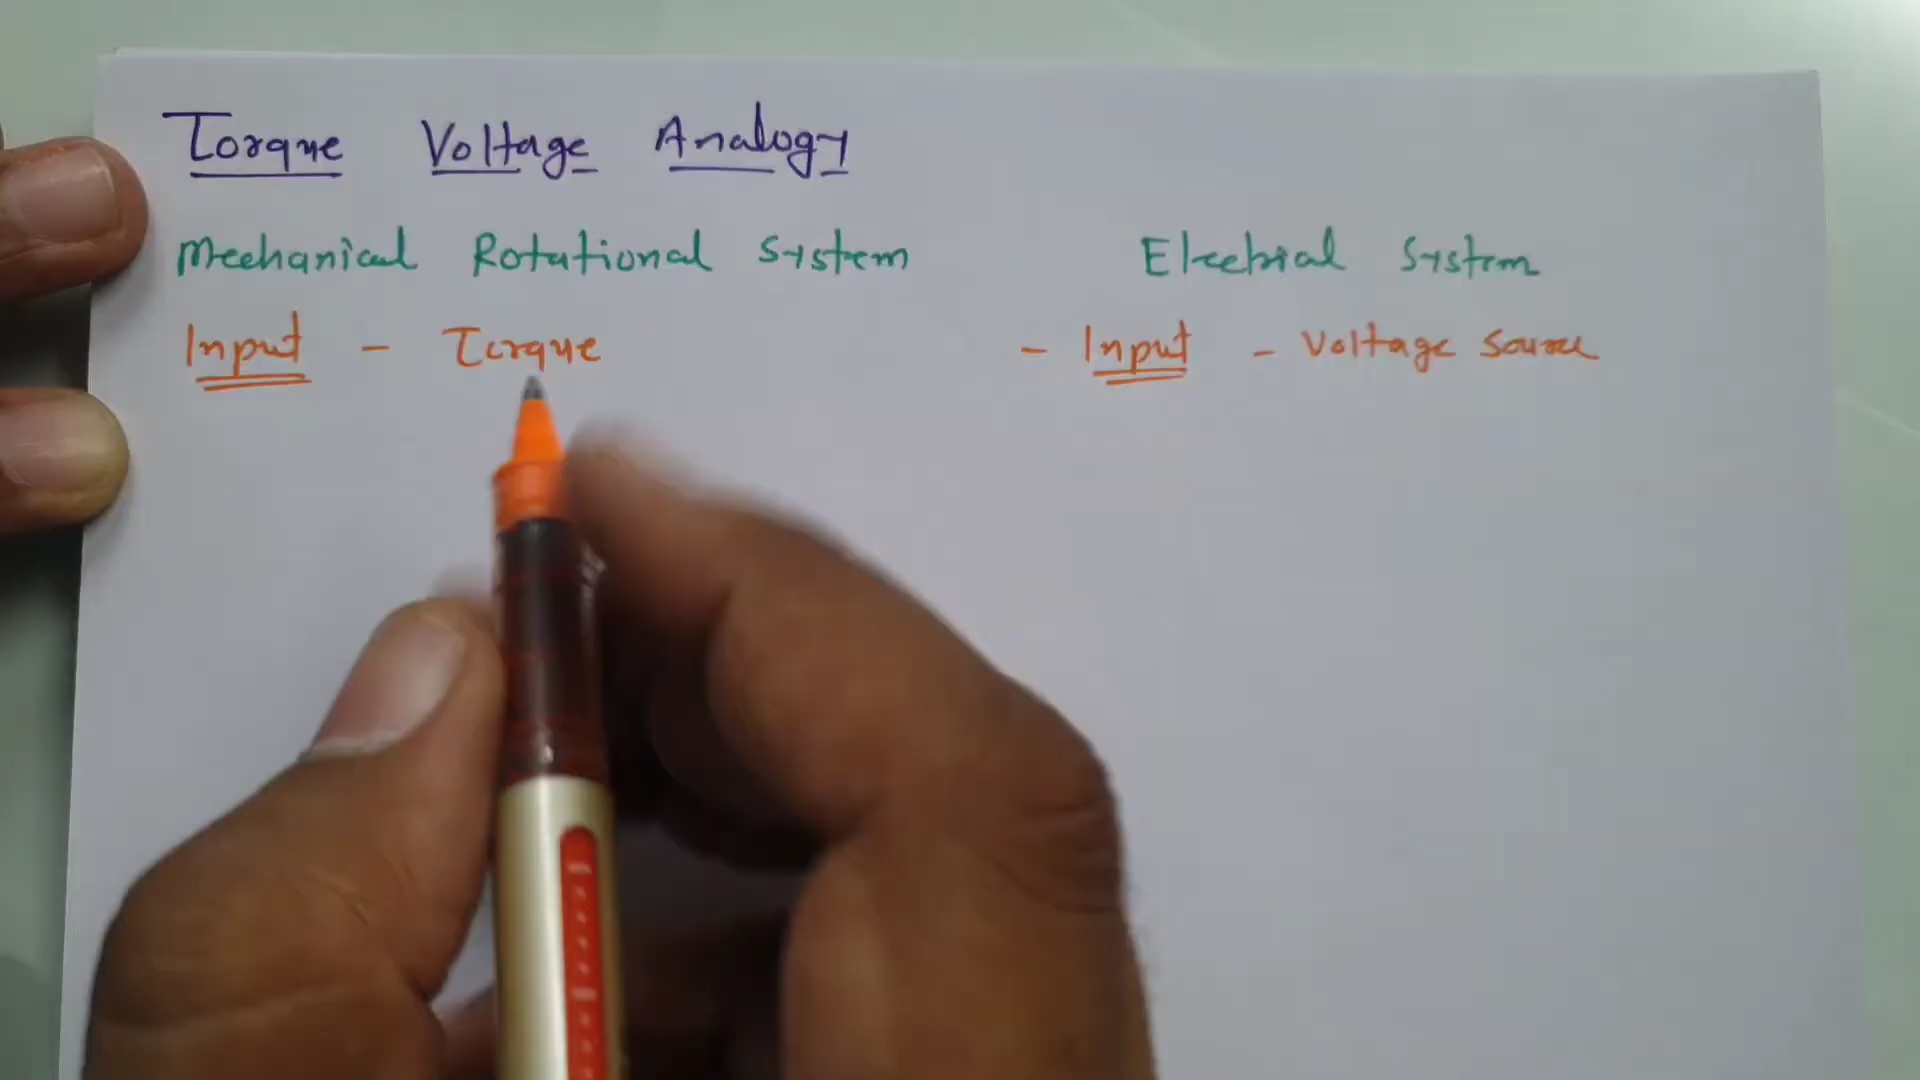 Torque Voltage Analogy
Mechanical Rotational System Electrical System
Input - Torque - Input - Voltage Source